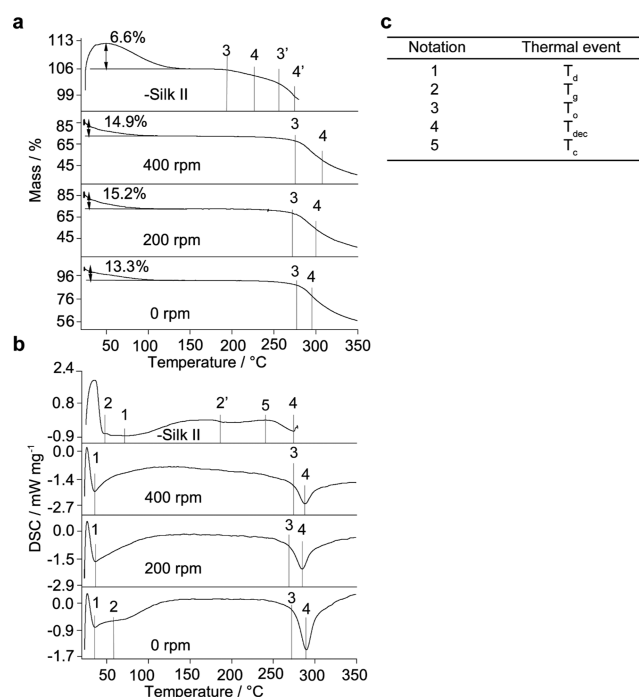 a
113
106
99
6.6%
3
4
3’
4’
-Silk II
85
65
45
14.9%
3
4
400 rpm
85
65
45
15.2%
3
4
200 rpm
96
76
56
13.3%
3
4
0 rpm
Mass / %
50 100 150 200 250 300 350
Temperature / °C
b
2.4
0.8
-0.9
2
1
2’
5
4
-Silk II
0.0
-1.4
-2.7
1
3
4
400 rpm
0.0
-1.5
-2.9
1
3
4
200 rpm
0.0
-0.9
-1.7
1
2
3
4
0 rpm
DSC / mW mg-1
50 100 150 200 250 300 350
Temperature / °C
c
Notation Thermal event
1 Td
2 Tg
3 To
4 Tdec
5 Tc